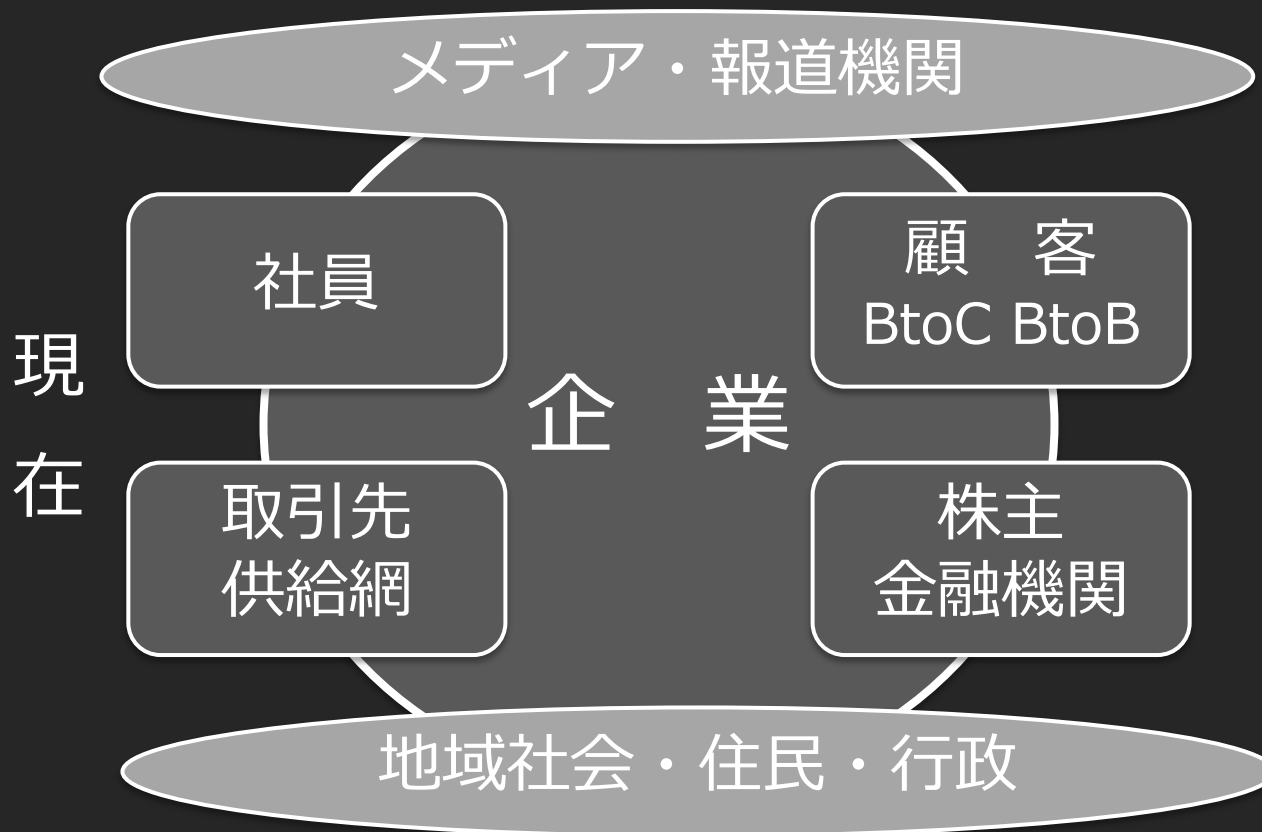 メディア・報道機関
社員
顧　客
BtoC BtoB
現
在
企　業
取引先
供給網
株主
金融機関
地域社会・住民・行政